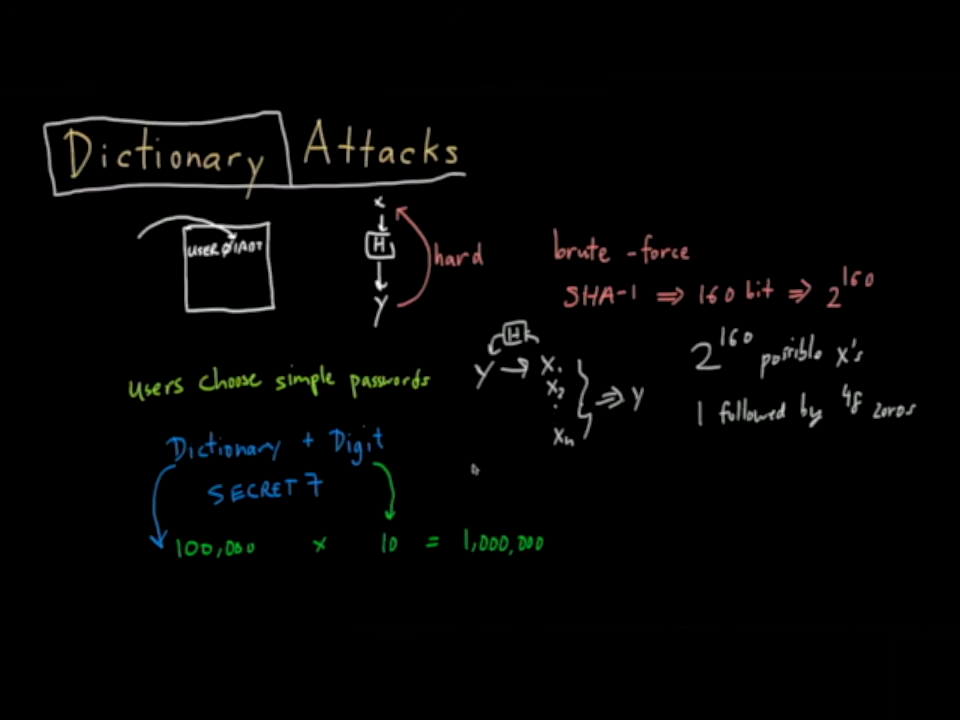 Dictionary Attacks
USER
x
H
Y
hard
brute-force
SHA-1 ⇒ 160 bit ⇒ 2^160
H
Y → X1
X2
.
Xn
⇒ Y
2^160 possible x's
1 followed by 48 zeros
users choose simple passwords
Dictionary + Digit
SECRET 7
100,000 x 10 = 1,000,000